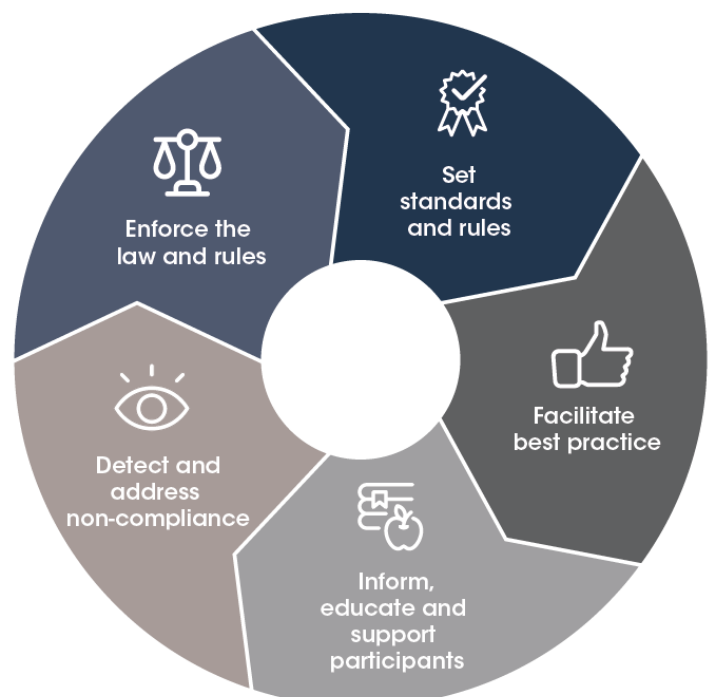 Set
standards
and rules
Facilitate
best practice
Inform,
educate and
support
participants
Detect and
address
non-compliance
Enforce the
law and rules